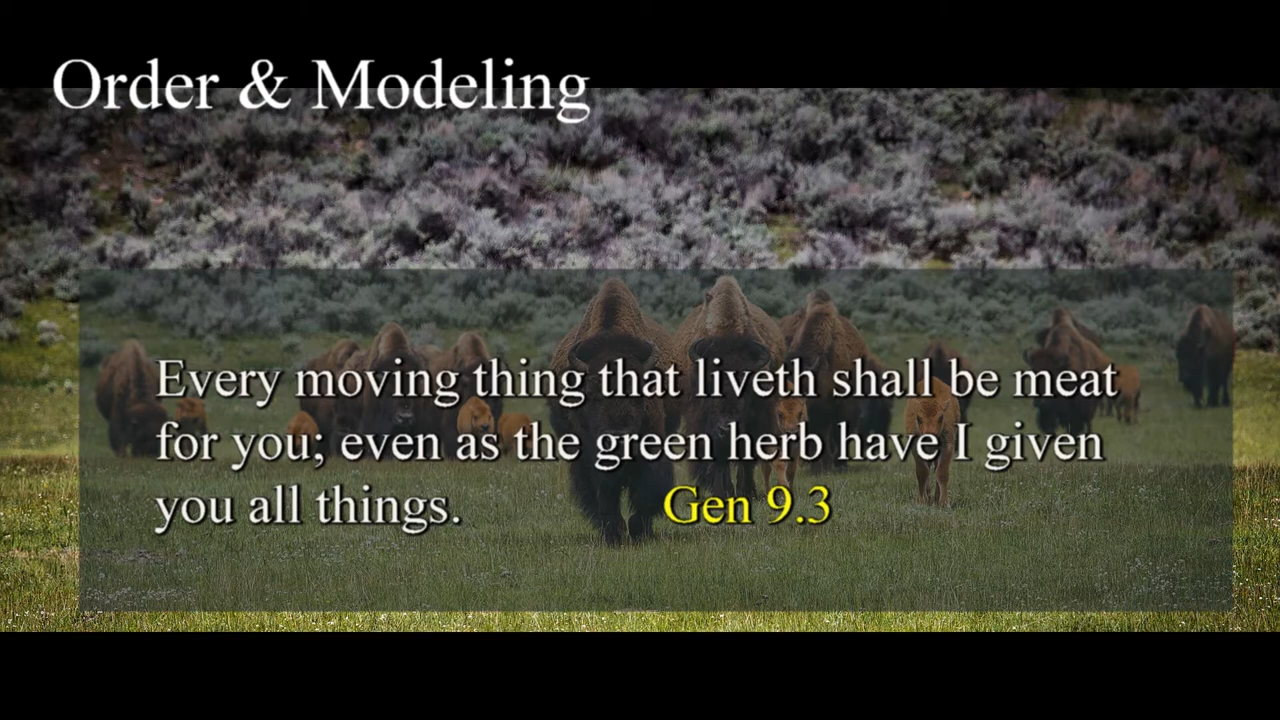 Order & Modeling
Every moving thing that liveth shall be meat
for you; even as the green herb have I given
you all things. Gen 9.3